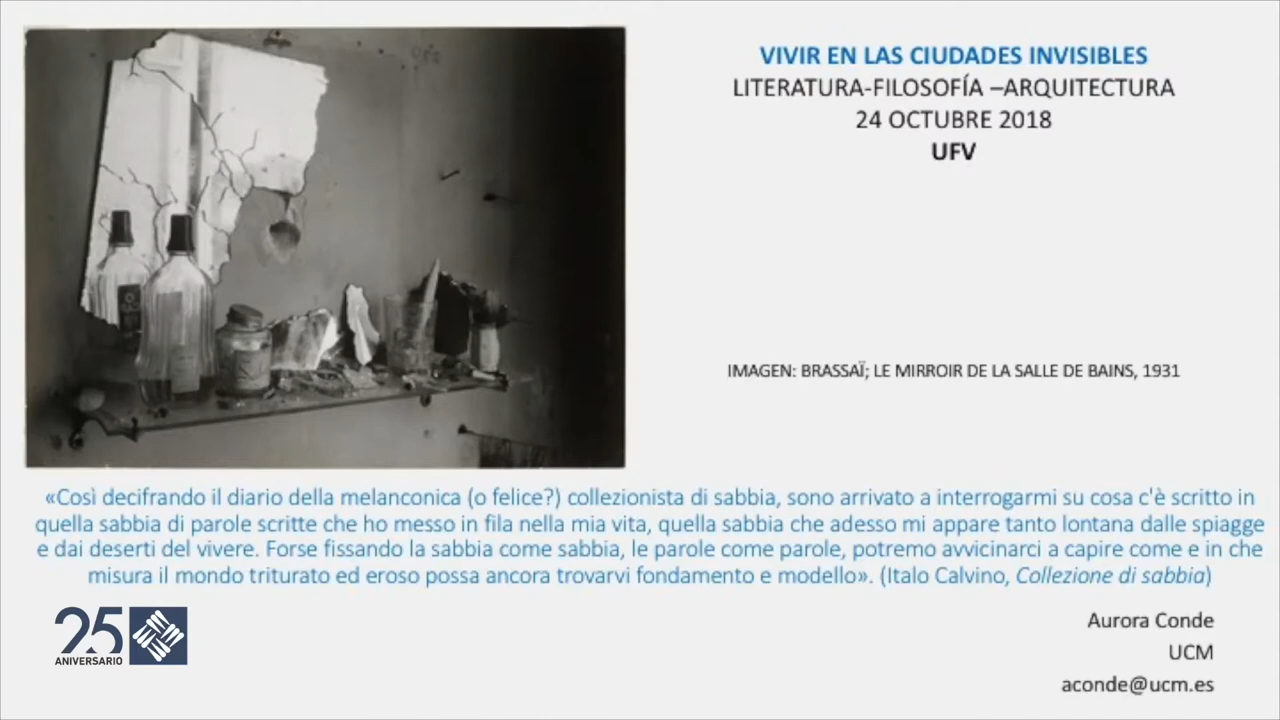 VIVIR EN LAS CIUDADES INVISIBLES
LITERATURA-FILOSOFÍA –ARQUITECTURA
24 OCTUBRE 2018
UFV
IMAGEN: BRASSAÏ; LE MIRROIR DE LA SALLE DE BAINS, 1931
«Così decifrando il diario della melanconica (o felice?) collezionista di sabbia, sono arrivato a interrogarmi su cosa c'è scritto in
quella sabbia di parole scritte che ho messo in fila nella mia vita, quella sabbia che adesso mi appare tanto lontana dalle spiagge
e dai deserti del vivere. Forse fissando la sabbia come sabbia, le parole come parole, potremo avvicinarci a capire come e in che
misura il mondo triturato ed eroso possa ancora trovarvi fondamento e modello». (Italo Calvino, Collezione di sabbia)
25
ANIVERSARIO
Aurora Conde
UCM
aconde@ucm.es